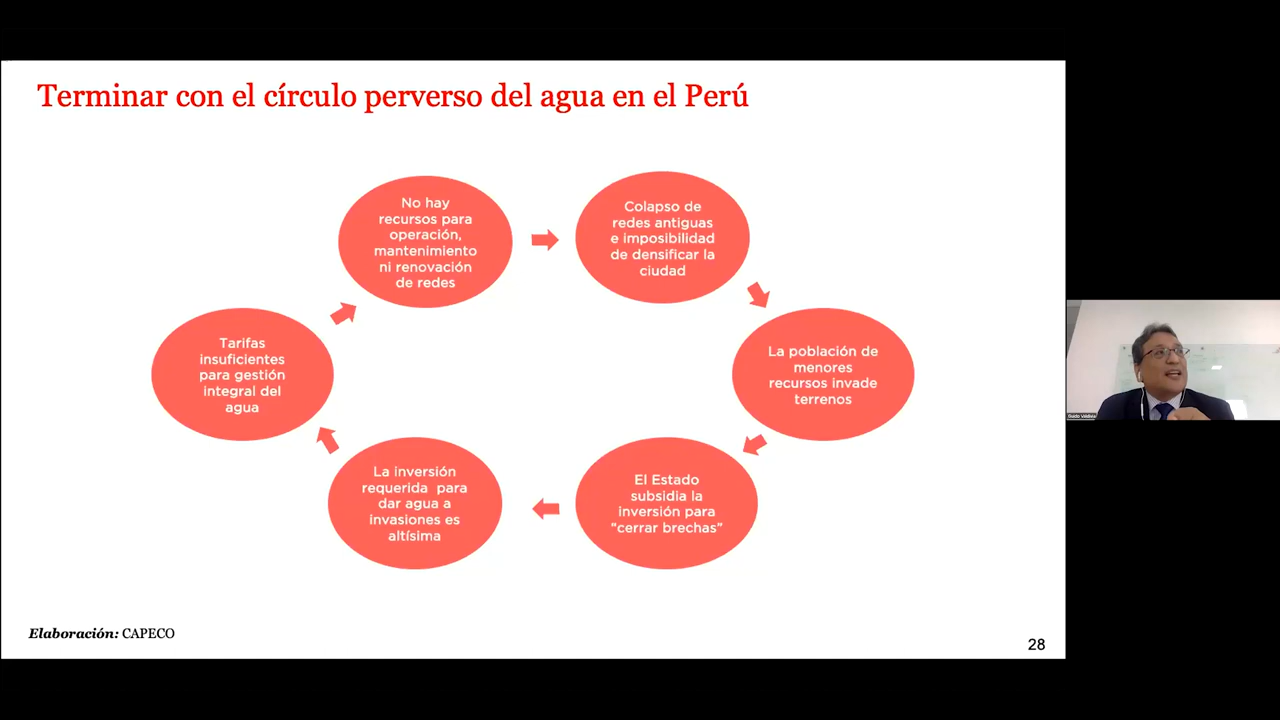 Terminar con el círculo perverso del agua en el Perú
No hay
recursos para
operación,
mantenimiento
ni renovación
de redes
Colapso de
redes antiguas
e imposibilidad
de densificar la
ciudad
La población de
menores
recursos invade
terrenos
El Estado
subsidia la
inversión para
“cerrar brechas”
La inversión
requerida para
dar agua a
invasiones es
altísima
Tarifas
insuficientes
para gestión
integral del
agua
Elaboración: CAPECO
28
Guido Valdivia